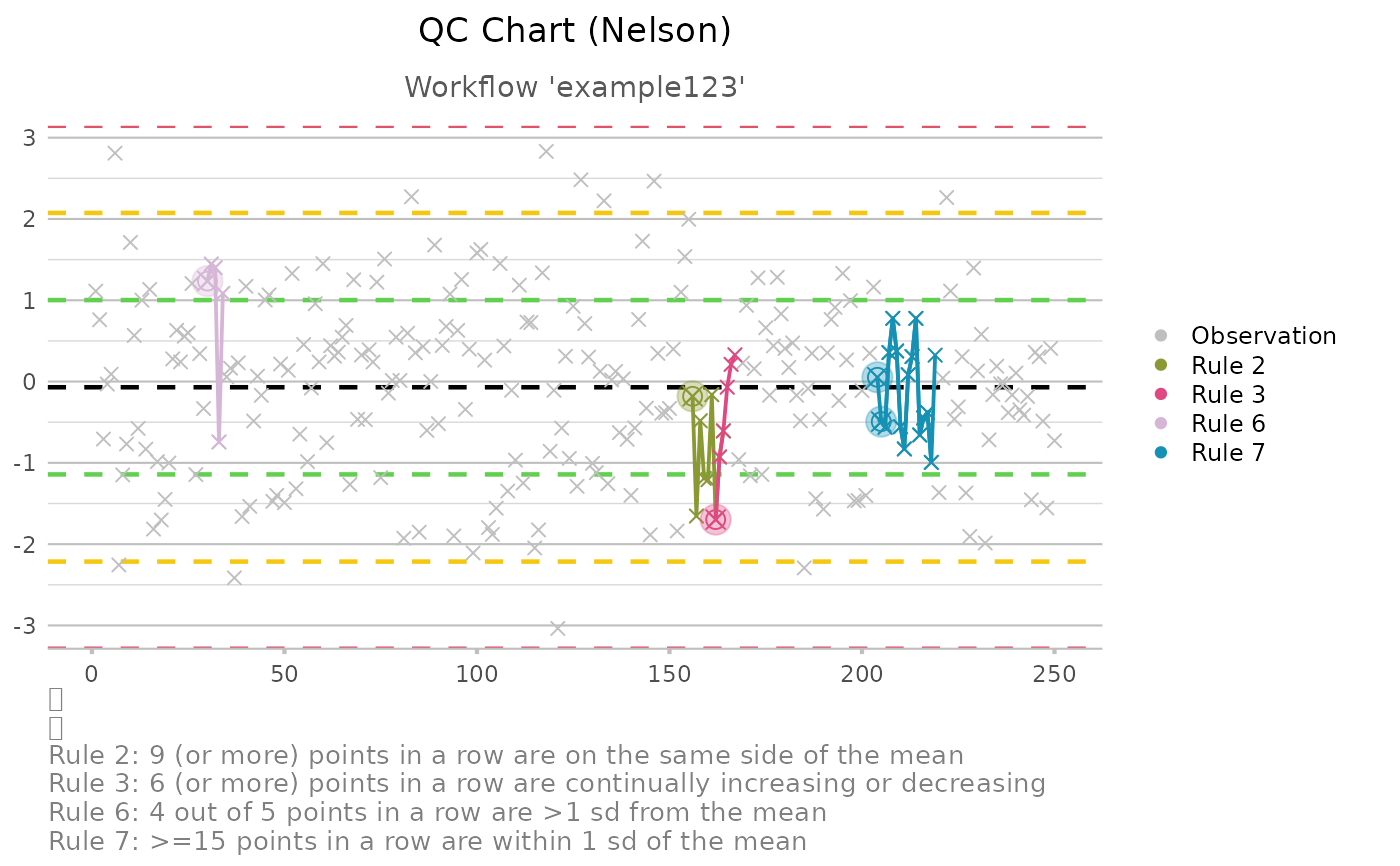 QC Chart (Nelson)
Workflow 'example123'
3
2
1
0
-1
-2
-3
0 50 100 150 200 250
Observation
Rule 2
Rule 3
Rule 6
Rule 7
Rule 2: 9 (or more) points in a row are on the same side of the mean
Rule 3: 6 (or more) points in a row are continually increasing or decreasing
Rule 6: 4 out of 5 points in a row are >1 sd from the mean
Rule 7: >=15 points in a row are within 1 sd of the mean